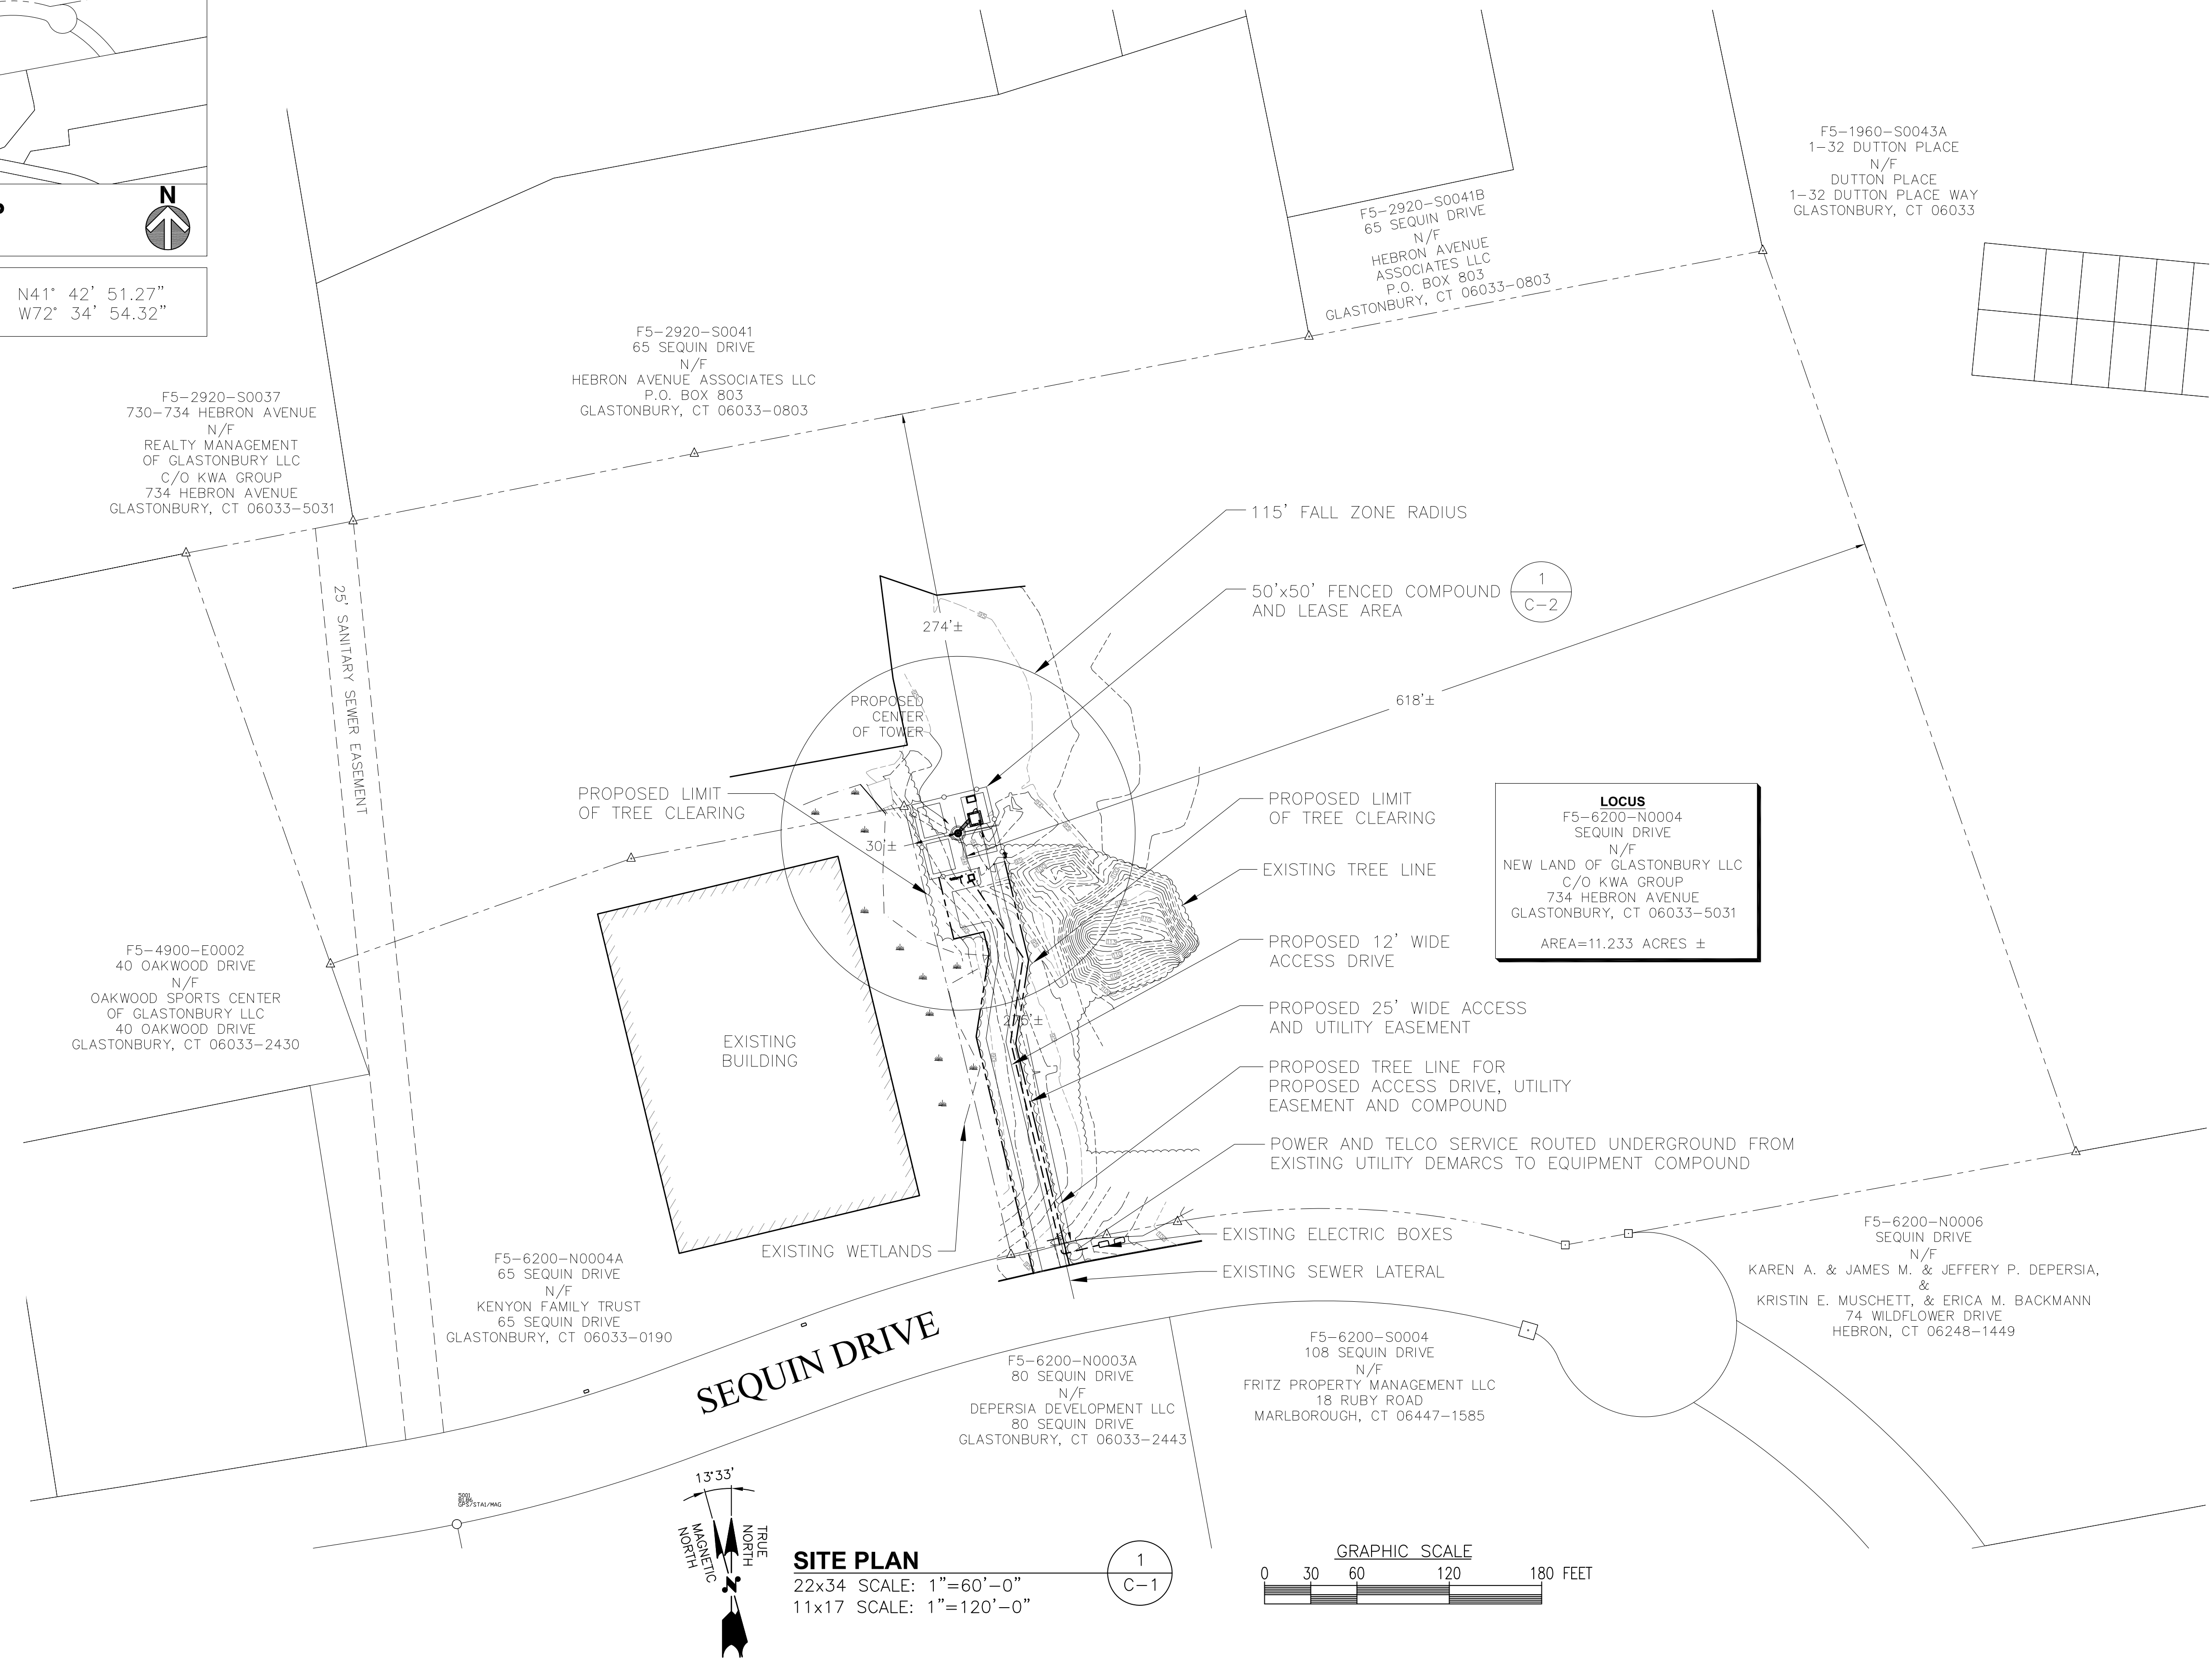 N
N41° 42' 51.27"
W72° 34' 54.32"
F5-1960-S0043A
1-32 DUTTON PLACE
N/F
DUTTON PLACE
1-32 DUTTON PLACE WAY
GLASTONBURY, CT 06033
F5-2920-S0041B
65 SEQUIN DRIVE
N/F
HEBRON AVENUE
ASSOCIATES LLC
P.O. BOX 803
GLASTONBURY, CT 06033-0803
F5-2920-S0041
65 SEQUIN DRIVE
N/F
HEBRON AVENUE ASSOCIATES LLC
P.O. BOX 803
GLASTONBURY, CT 06033-0803
F5-2920-S0037
730-734 HEBRON AVENUE
N/F
REALTY MANAGEMENT
OF GLASTONBURY LLC
C/O KWA GROUP
734 HEBRON AVENUE
GLASTONBURY, CT 06033-5031
25' SANITARY SEWER EASEMENT
115' FALL ZONE RADIUS
50'x50' FENCED COMPOUND
AND LEASE AREA
1
C-2
274'±
618'±
PROPOSED
CENTER
OF TOWER
PROPOSED LIMIT
OF TREE CLEARING
30'±
PROPOSED LIMIT
OF TREE CLEARING
EXISTING TREE LINE
PROPOSED 12' WIDE
ACCESS DRIVE
PROPOSED 25' WIDE ACCESS
AND UTILITY EASEMENT
PROPOSED TREE LINE FOR
PROPOSED ACCESS DRIVE, UTILITY
EASEMENT AND COMPOUND
POWER AND TELCO SERVICE ROUTED UNDERGROUND FROM
EXISTING UTILITY DEMARCS TO EQUIPMENT COMPOUND
EXISTING ELECTRIC BOXES
EXISTING SEWER LATERAL
EXISTING WETLANDS
EXISTING
BUILDING
LOCUS
F5-6200-N0004
SEQUIN DRIVE
N/F
NEW LAND OF GLASTONBURY LLC
C/O KWA GROUP
734 HEBRON AVENUE
GLASTONBURY, CT 06033-5031
AREA=11.233 ACRES ±
F5-4900-E0002
40 OAKWOOD DRIVE
N/F
OAKWOOD SPORTS CENTER
OF GLASTONBURY LLC
40 OAKWOOD DRIVE
GLASTONBURY, CT 06033-2430
F5-6200-N0004A
65 SEQUIN DRIVE
N/F
KENYON FAMILY TRUST
65 SEQUIN DRIVE
GLASTONBURY, CT 06033-0190
F5-6200-N0006
SEQUIN DRIVE
N/F
KAREN A. & JAMES M. & JEFFERY P. DEPERSIA,
&
KRISTIN E. MUSCHETT, & ERICA M. BACKMANN
74 WILDFLOWER DRIVE
HEBRON, CT 06248-1449
SEQUIN DRIVE
F5-6200-N0003A
80 SEQUIN DRIVE
N/F
DEPERSIA DEVELOPMENT LLC
80 SEQUIN DRIVE
GLASTONBURY, CT 06033-2443
F5-6200-S0004
108 SEQUIN DRIVE
N/F
FRITZ PROPERTY MANAGEMENT LLC
18 RUBY ROAD
MARLBOROUGH, CT 06447-1585
5001
GPS/STA1/MAG
13°33'
MAGNETIC
NORTH
TRUE
NORTH
N
SITE PLAN
22x34 SCALE: 1"=60'-0"
11x17 SCALE: 1"=120'-0"
1
C-1
GRAPHIC SCALE
0 30 60 120 180 FEET